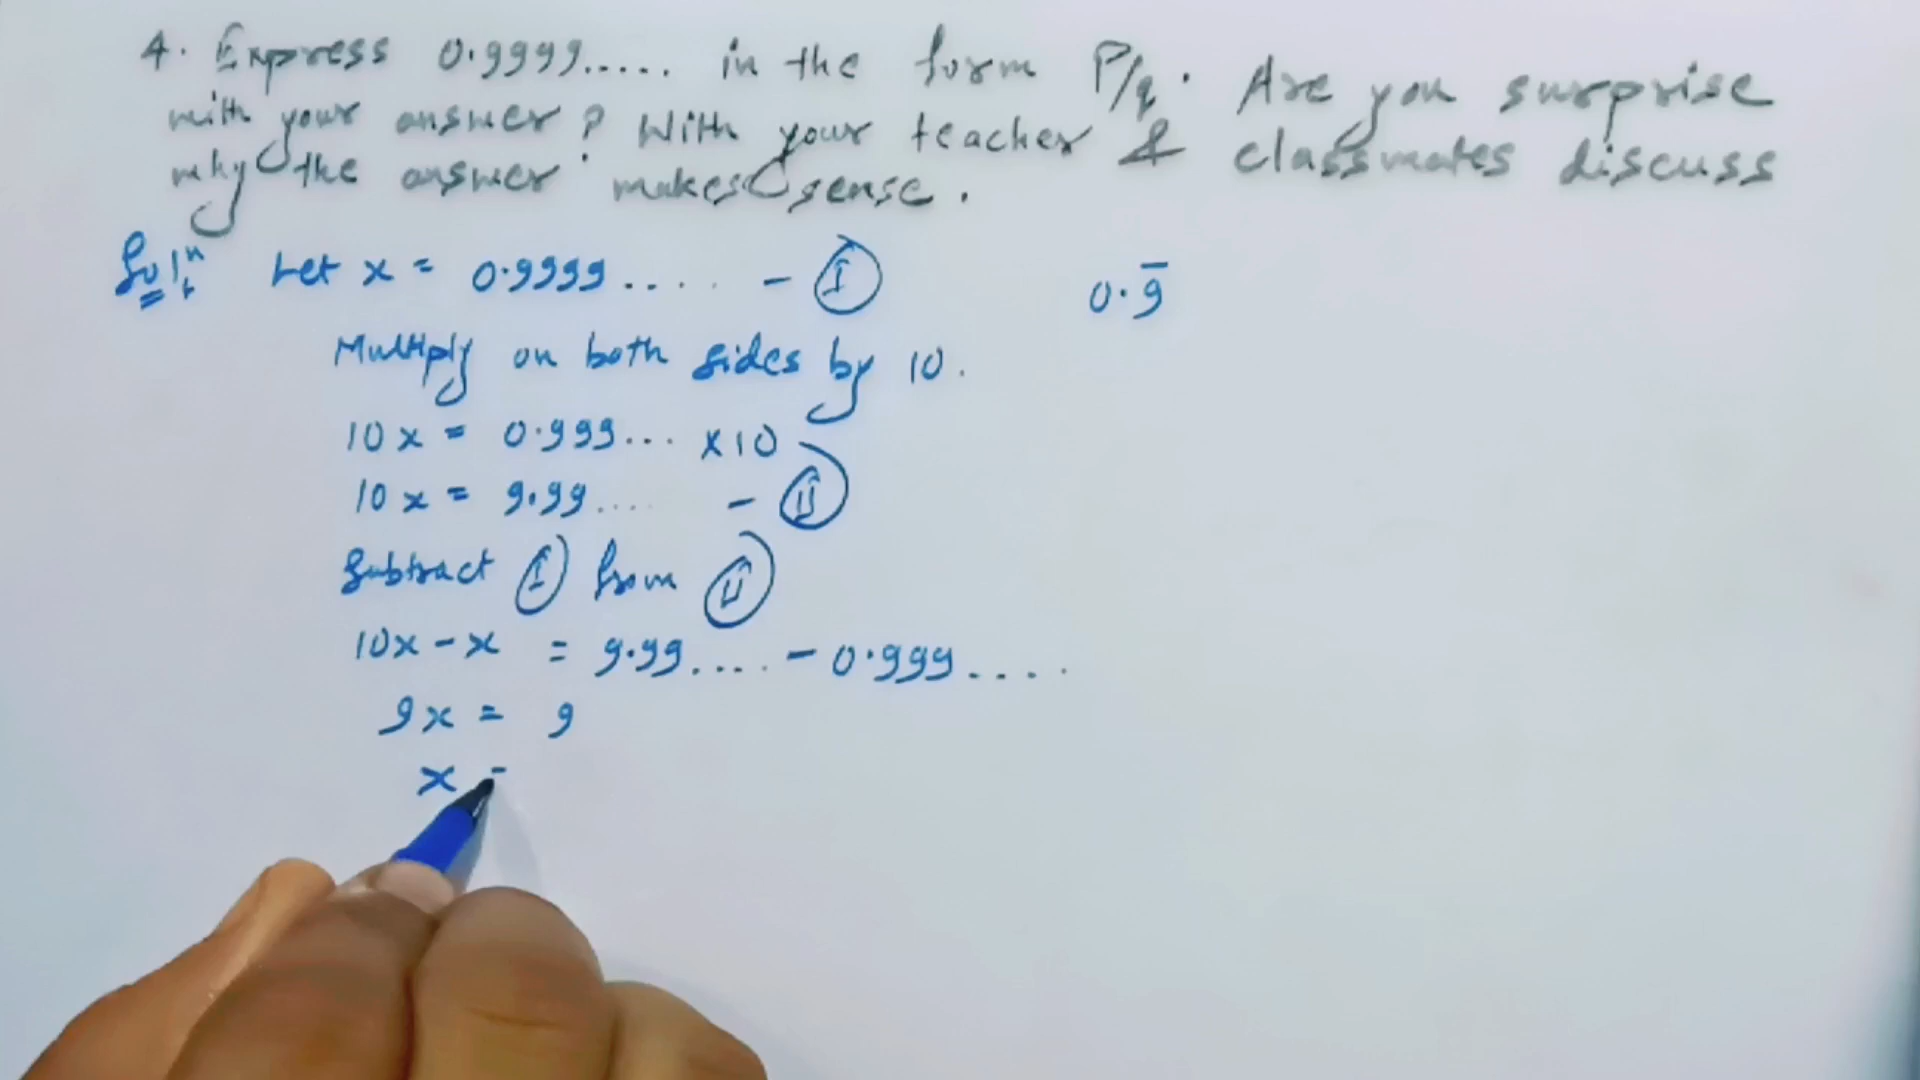 4. Express 0.9999..... in the form P/q. Are you surprise
with your answer? With your teacher & classmates discuss
why the answer makes sense.
Solⁿ: Let x = 0.9999.... - I
0.9̅
Multiply on both sides by 10.
10x = 0.999... ×10
10x = 9.99.... - II
Subtract I from II
10x - x = 9.99.... - 0.999....
9x = 9
x =